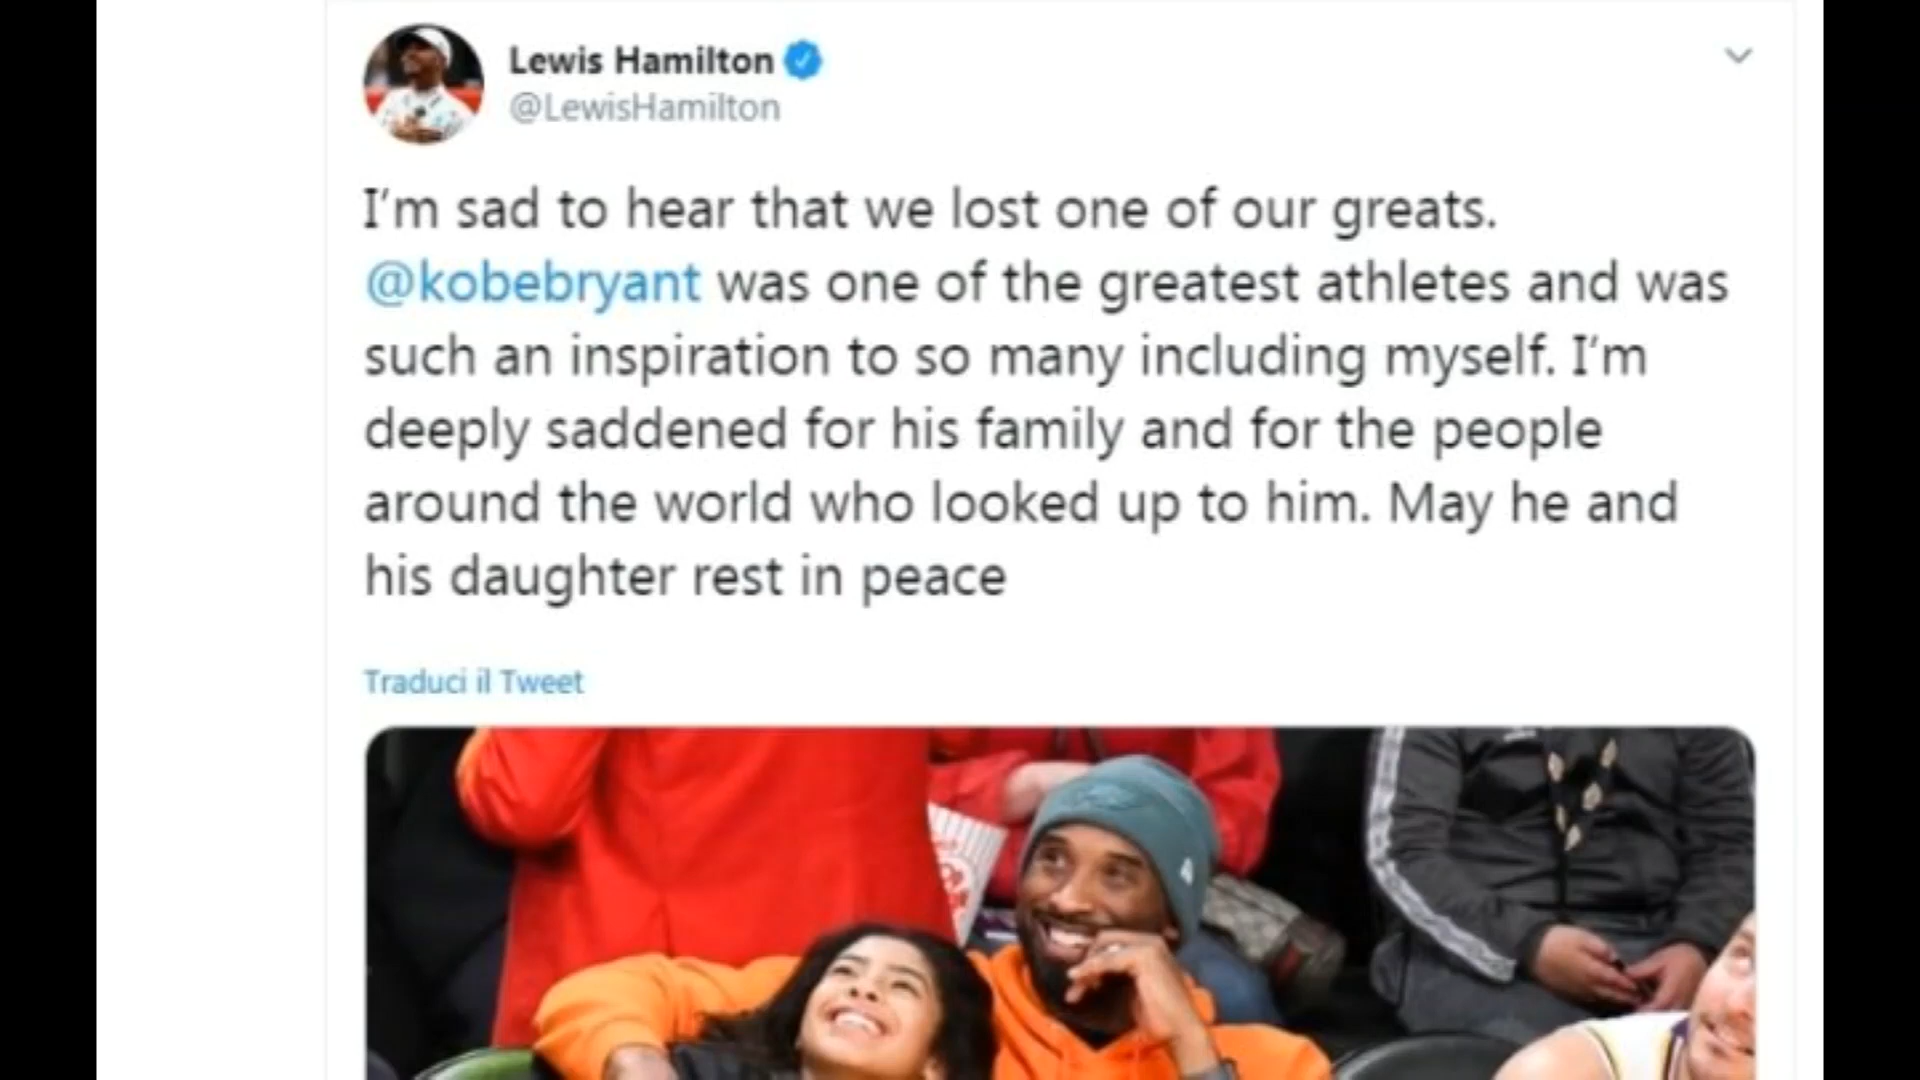 Lewis Hamilton
@LewisHamilton
I'm sad to hear that we lost one of our greats.
@kobebryant was one of the greatest athletes and was
such an inspiration to so many including myself. I'm
deeply saddened for his family and for the people
around the world who looked up to him. May he and
his daughter rest in peace
Traduci il Tweet